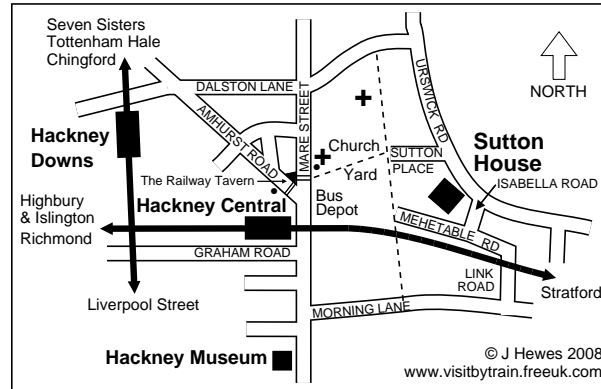 Seven Sisters
Tottenham Hale
Chingford
DALSTON LANE
URSWICK RD
NORTH
Hackney
Downs
AMHURST ROAD
MARE STREET
Church
Yard
SUTTON
PLACE
Sutton
House
ISABELLA ROAD
The Railway Tavern
Highbury
& Islington
Richmond
Hackney Central
Bus
Depot
MEHETABLE RD
GRAHAM ROAD
LINK
ROAD
Stratford
Liverpool Street
MORNING LANE
Hackney Museum
© J Hewes 2008
www.visitbytrain.freeuk.com